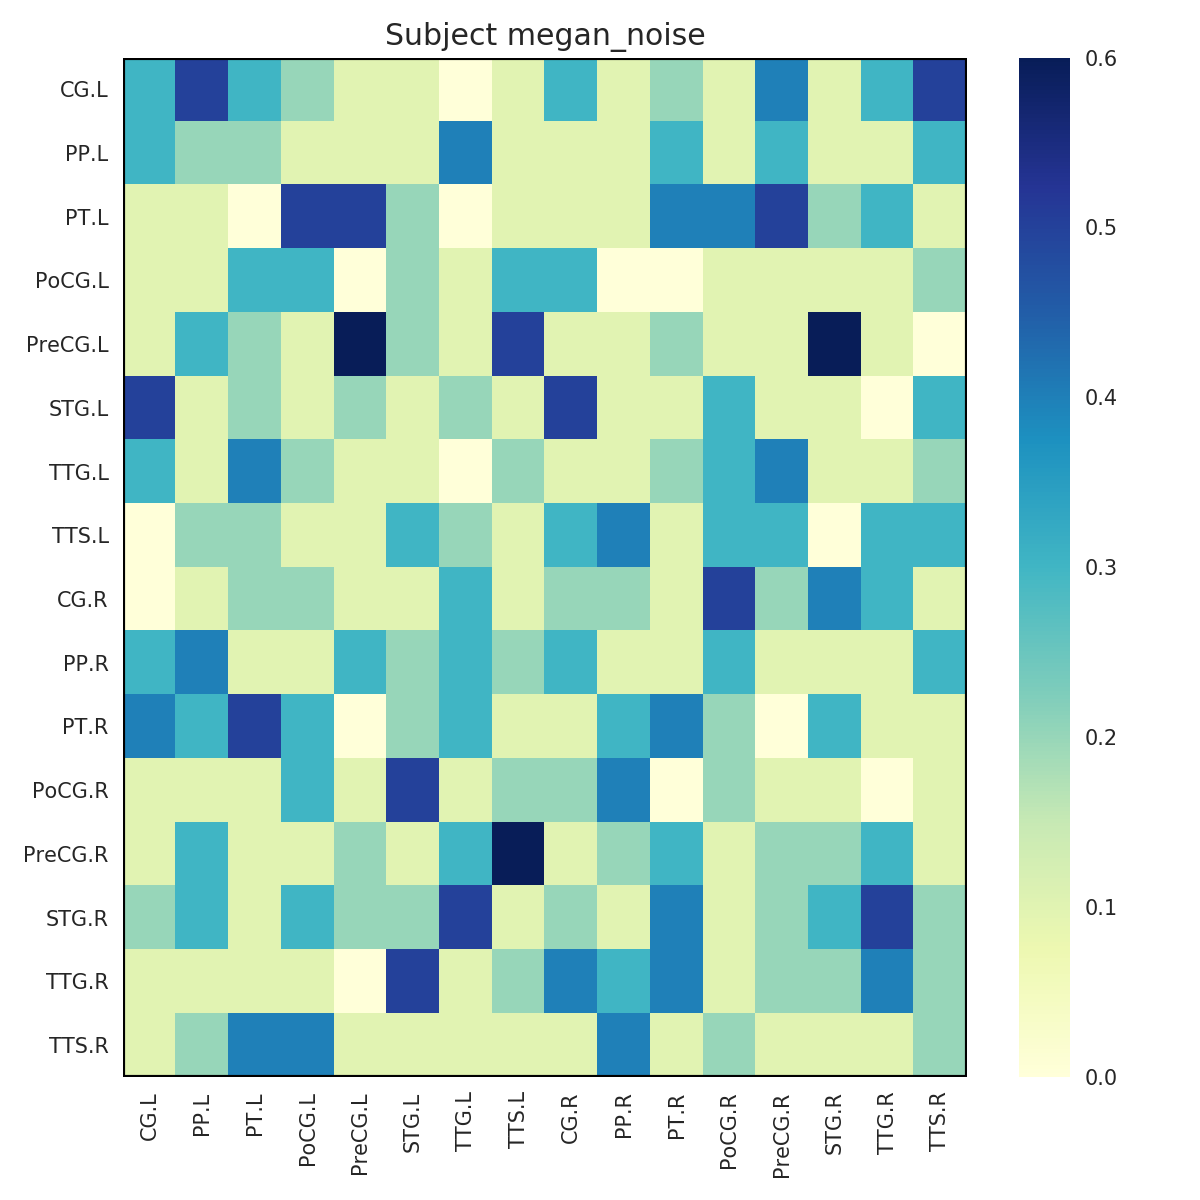 Subject megan_noise
CG.L
PP.L
PT.L
PoCG.L
PreCG.L
STG.L
TTG.L
TTS.L
CG.R
PP.R
PT.R
PoCG.R
PreCG.R
STG.R
TTG.R
TTS.R
CG.L
PP.L
PT.L
PoCG.L
PreCG.L
STG.L
TTG.L
TTS.L
CG.R
PP.R
PT.R
PoCG.R
PreCG.R
STG.R
TTG.R
TTS.R
0.6
0.5
0.4
0.3
0.2
0.1
0.0